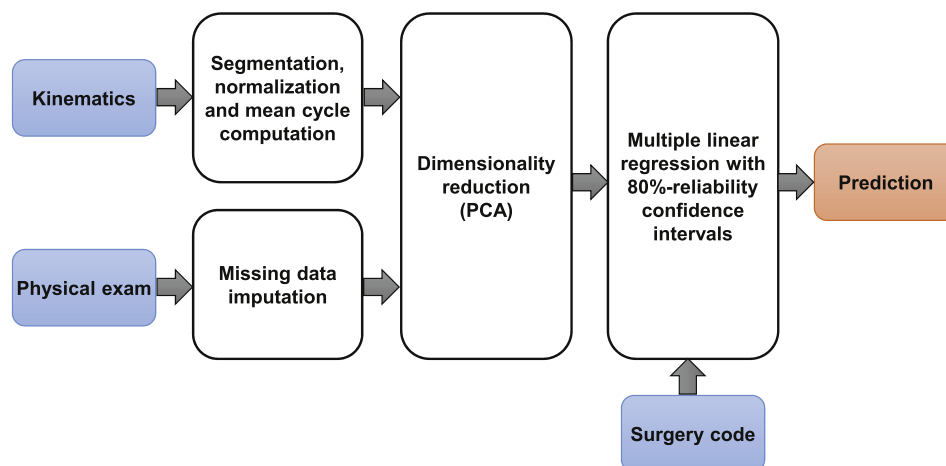 Kinematics
Segmentation,
normalization
and mean cycle
computation
Physical exam
Missing data
imputation
Dimensionality
reduction
(PCA)
Multiple linear
regression with
80%-reliability
confidence
intervals
Surgery code
Prediction